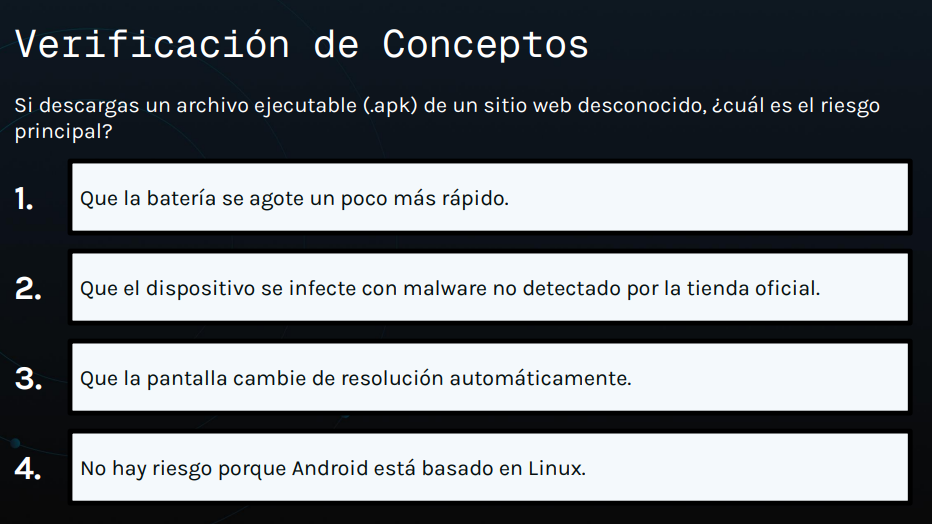 Verificación de Conceptos
Si descargas un archivo ejecutable (.apk) de un sitio web desconocido, ¿cuál es el riesgo
principal?
1. Que la batería se agote un poco más rápido.
2. Que el dispositivo se infecte con malware no detectado por la tienda oficial.
3. Que la pantalla cambie de resolución automáticamente.
4. No hay riesgo porque Android está basado en Linux.